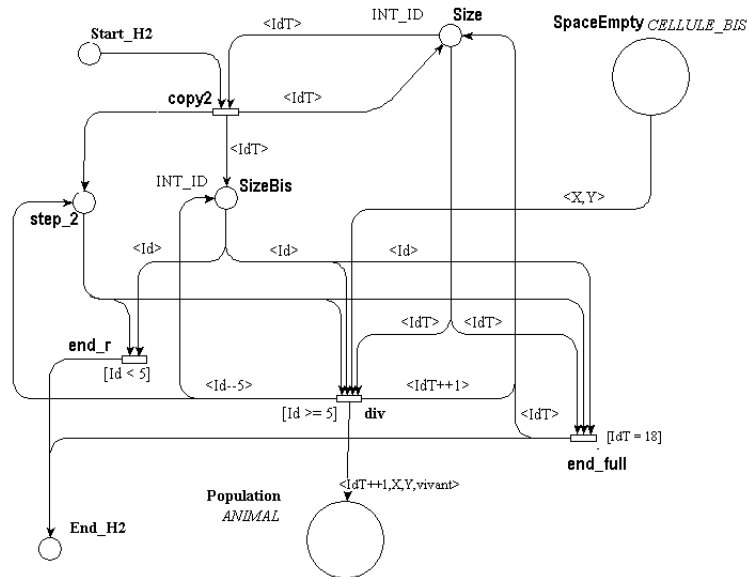 INT_ID Size
<IdT>
SpaceEmpty CELLULE_BIS
Start_H2
copy2
<IdT>
<IdT>
INT_ID SizeBis
<X,Y>
step_2
<Id> <Id> <Id>
<IdT> <IdT>
end_r
[Id < 5]
<Id--5> <IdT++1>
[Id >= 5] div
<IdT>
[IdT = 18]
end_full
<IdT++1,X,Y,vivant>
Population
ANIMAL
End_H2